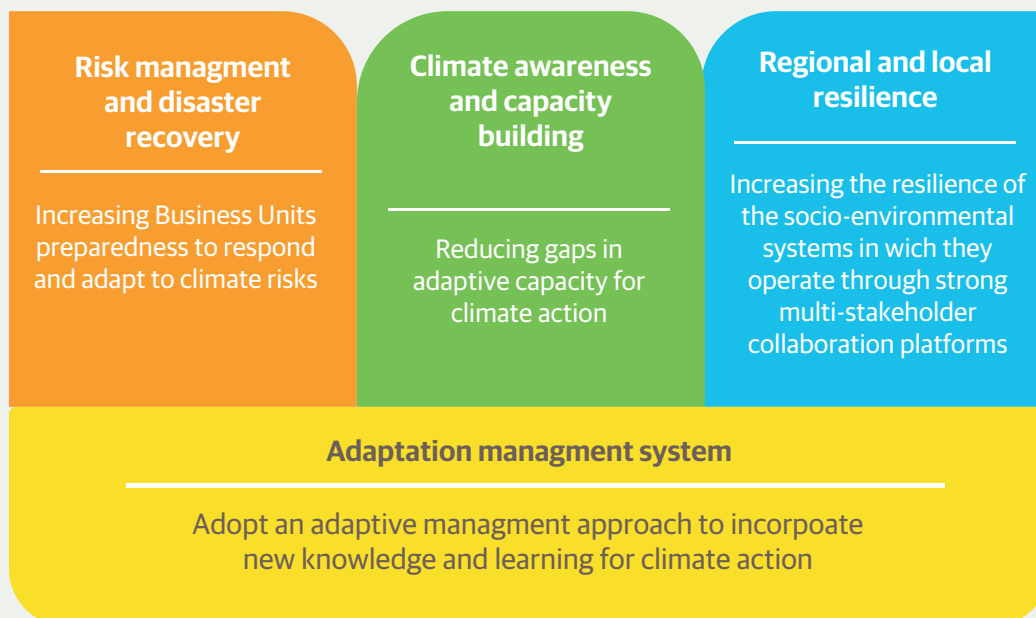 Risk managment
and disaster
recovery
Increasing Business Units
preparedness to respond
and adapt to climate risks
Climate awareness
and capacity
building
Reducing gaps in
adaptive capacity for
climate action
Regional and local
resilience
Increasing the resilience of
the socio-environmental
systems in wich they
operate through strong
multi-stakeholder
collaboration platforms
Adaptation managment system
Adopt an adaptive managment approach to incorpoate
new knowledge and learning for climate action